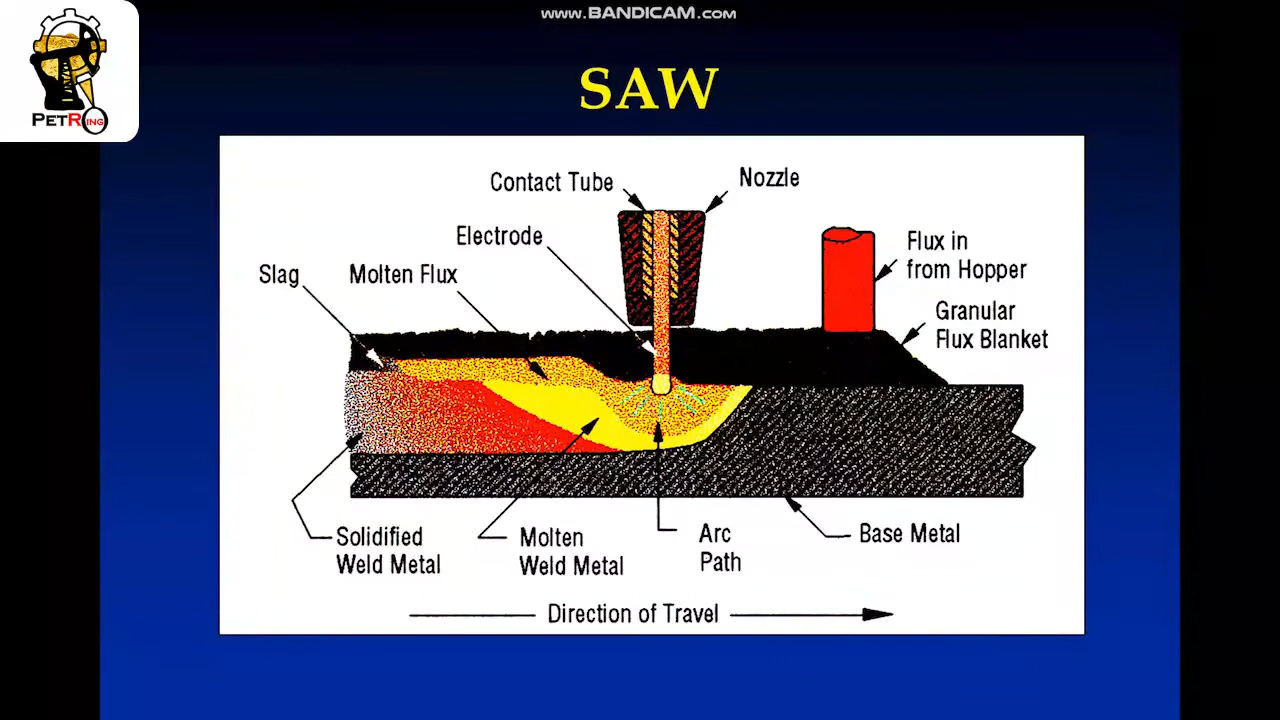 www.BANDICAM.com
PETRING
SAW
Contact Tube
Nozzle
Electrode
Flux in
from Hopper
Slag
Molten Flux
Granular
Flux Blanket
Solidified
Weld Metal
Molten
Weld Metal
Arc
Path
Base Metal
Direction of Travel